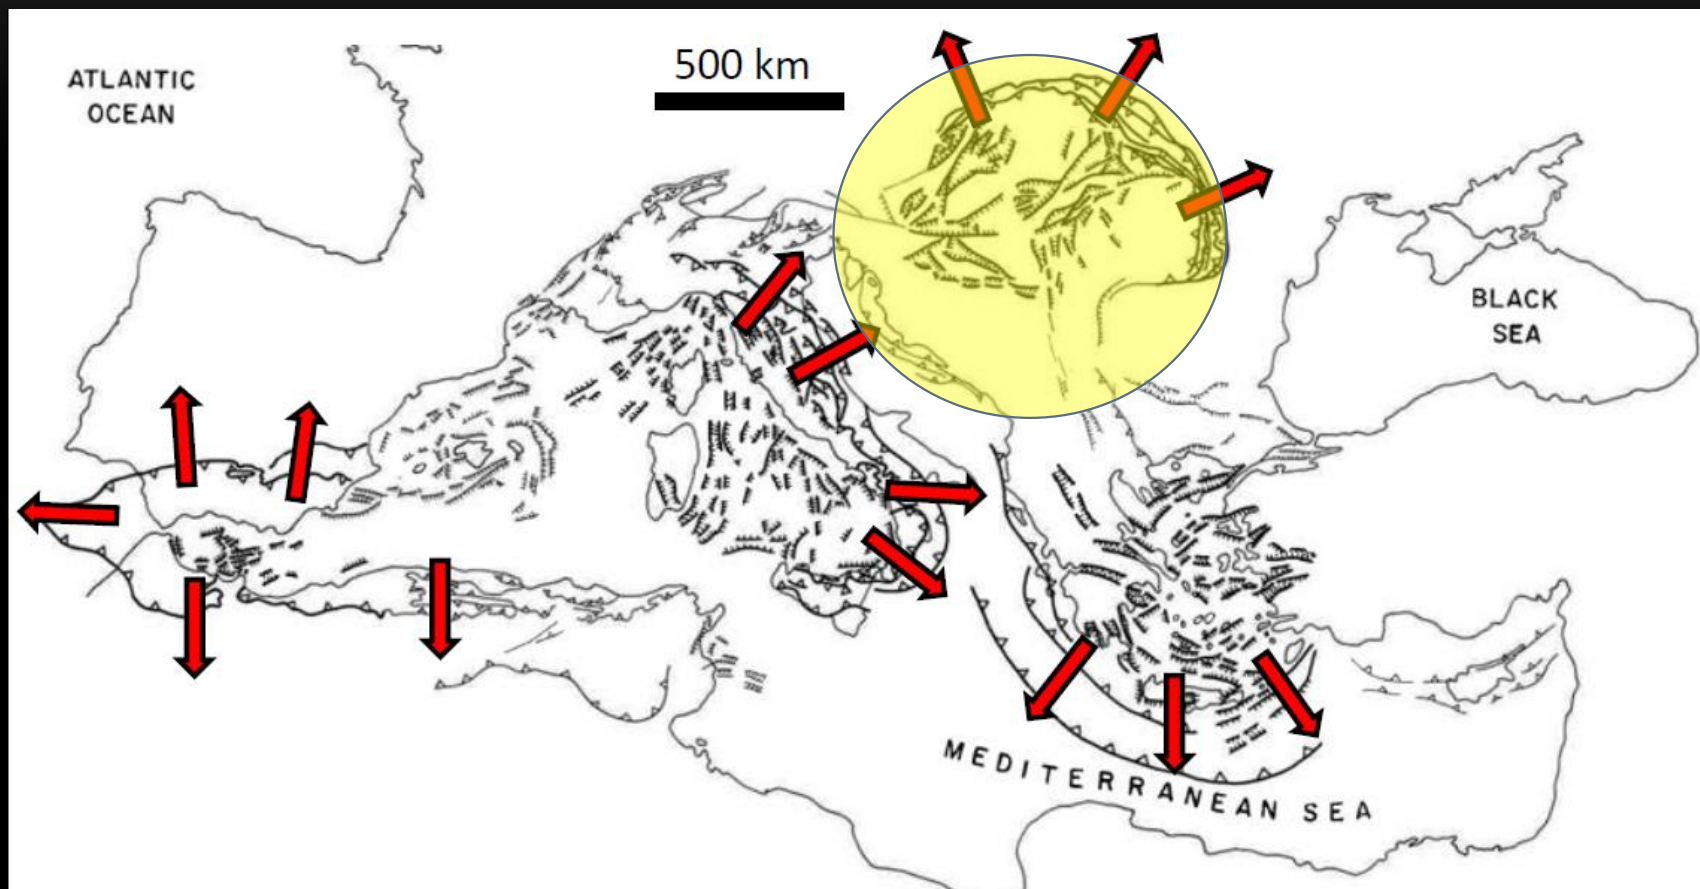 ATLANTIC
OCEAN
500 km
BLACK
SEA
MEDITERRANEAN SEA